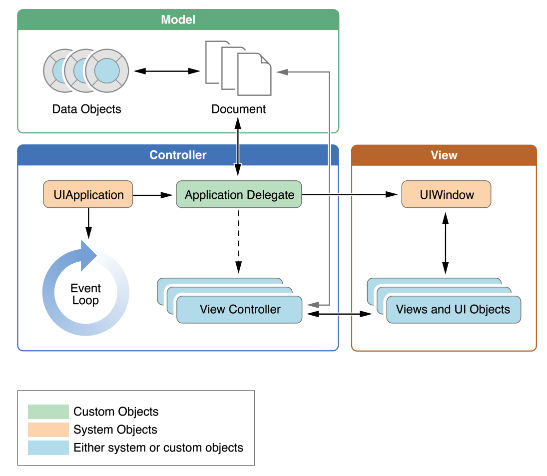 Model
Data Objects
Document
Controller
View
UIApplication
Application Delegate
UIWindow
Event
Loop
View Controller
Views and UI Objects
Custom Objects
System Objects
Either system or custom objects